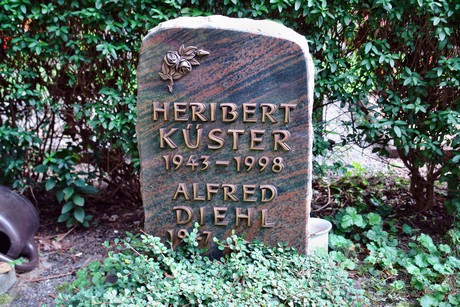 HERIBERT
KÜSTER
1943–1998
ALFRED
DIEHL